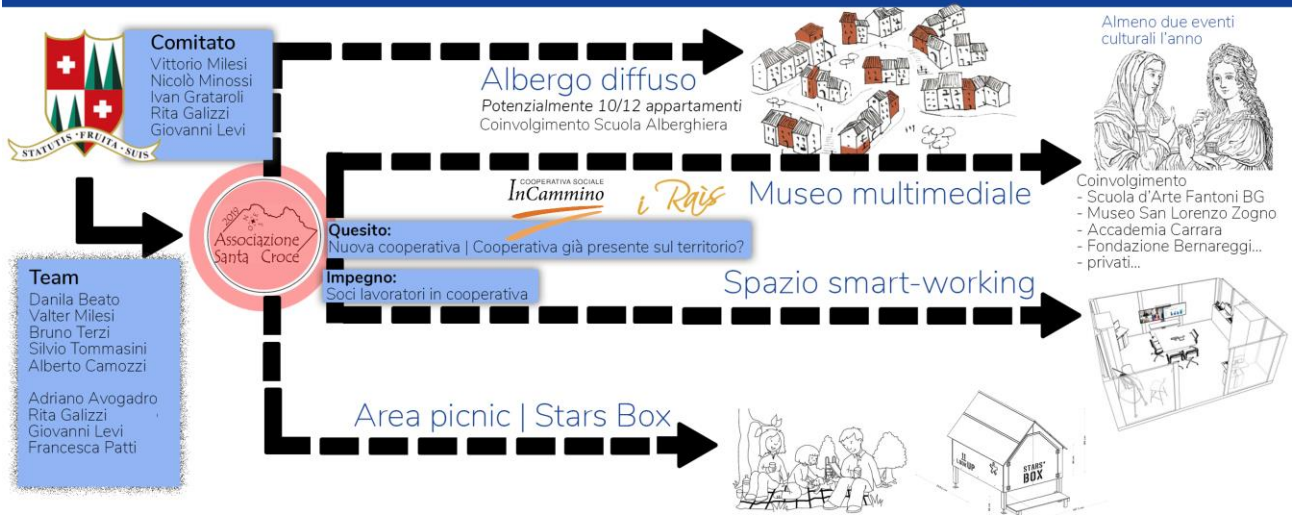 Comitato
Vittorio Milesi
Nicolò Minossi
Ivan Grataroli
Rita Galizzi
Giovanni Levi
STATUTIS · FRUITA · SUIS
Albergo diffuso
Potenzialmente 10/12 appartamenti
Coinvolgimento Scuola Alberghiera
Almeno due eventi
culturali l'anno
COOPERATIVA SOCIALE
InCammino
i Raìs
Museo multimediale
Coinvolgimento
- Scuola d'Arte Fantoni BG
- Museo San Lorenzo Zogno
- Accademia Carrara
- Fondazione Bernareggi...
- privati...
2019
Associazione
Santa Croce
Quesito:
Nuova cooperativa | Cooperativa già presente sul territorio?
Impegno:
Soci lavoratori in cooperativa
Spazio smart-working
Team
Danila Beato
Valter Milesi
Bruno Terzi
Silvio Tommasini
Alberto Camozzi
Adriano Avogadro
Rita Galizzi
Giovanni Levi
Francesca Patti
Area picnic | Stars Box
STARS'
BOX